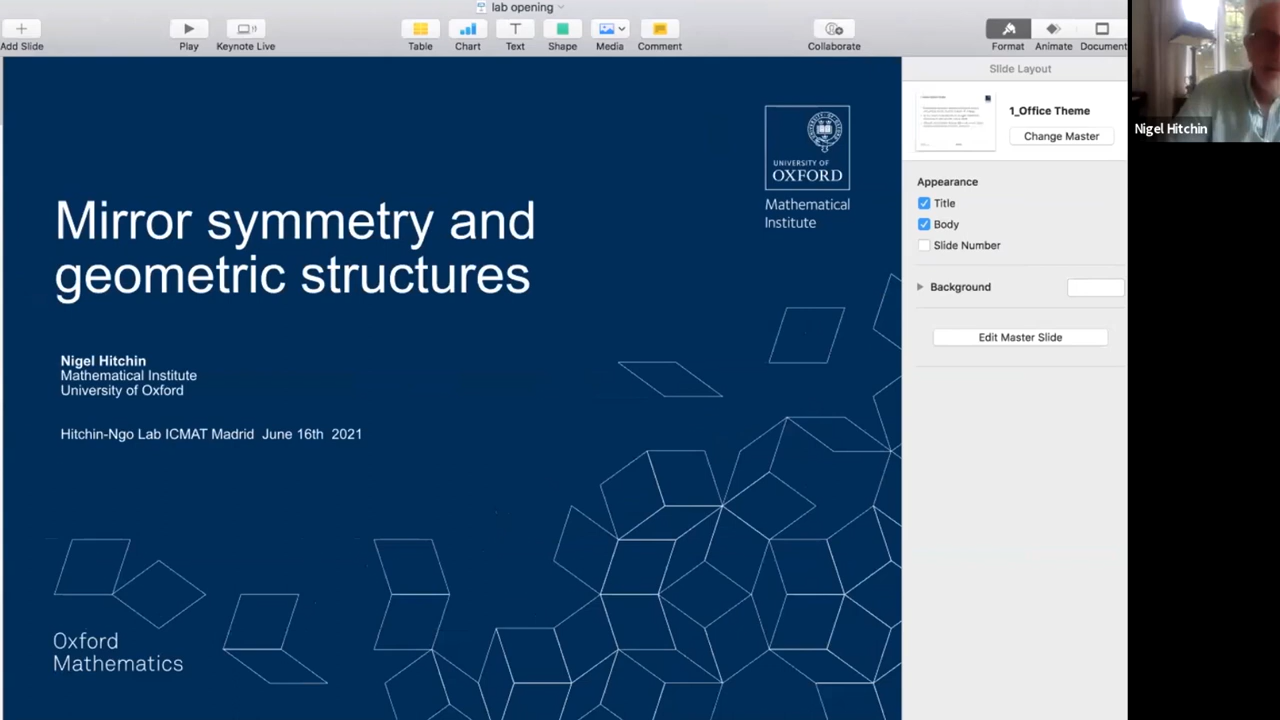 lab opening
Add Slide
Play
Keynote Live
Table
Chart
Text
Shape
Media
Comment
Collaborate
Format
Animate
Document
Slide Layout
1_Office Theme
Change Master
Appearance
Title
Body
Slide Number
Background
Edit Master Slide
Nigel Hitchin
UNIVERSITY OF
OXFORD
Mathematical
Institute
Mirror symmetry and
geometric structures
Nigel Hitchin
Mathematical Institute
University of Oxford
Hitchin-Ngo Lab ICMAT Madrid June 16th 2021
Oxford
Mathematics